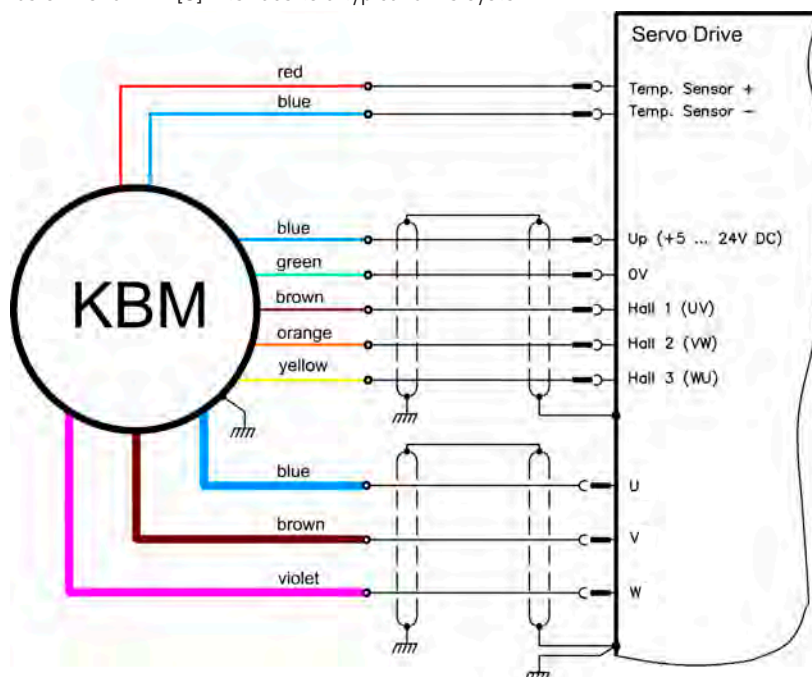 Servo Drive
red
Temp. Sensor +
blue
Temp. Sensor -
blue
Up (+5 ... 24V DC)
green
0V
KBM
brown
Hall 1 (UV)
orange
Hall 2 (VW)
yellow
Hall 3 (WU)
blue
U
brown
V
violet
W